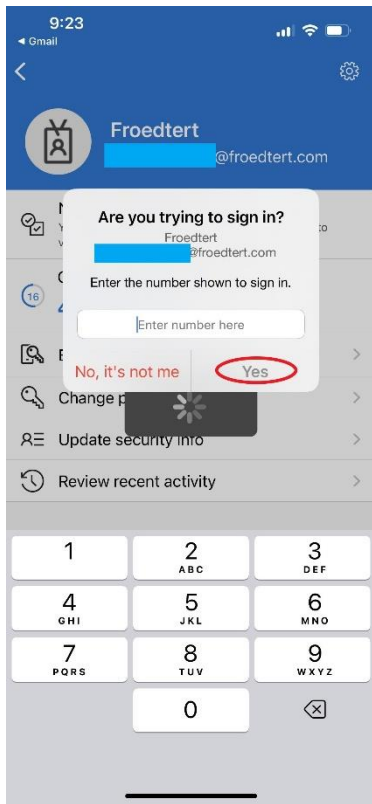 9:23
Gmail
Froedtert
@froedtert.com
Are you trying to sign in?
Froedtert
@froedtert.com
Enter the number shown to sign in.
Enter number here
No, it's not me
Yes
to
16
Change p
Update security info
Review recent activity
1
2
ABC
3
DEF
4
GHI
5
JKL
6
MNO
7
PQRS
8
TUV
9
WXYZ
0